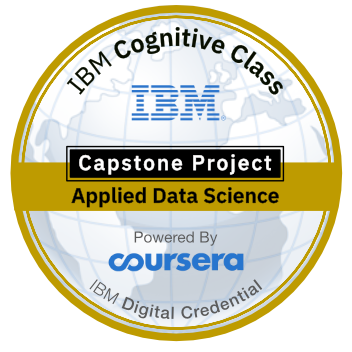 IBM Cognitive Class
IBM®
Capstone Project
Applied Data Science
Powered By
coursera
IBM Digital Credential